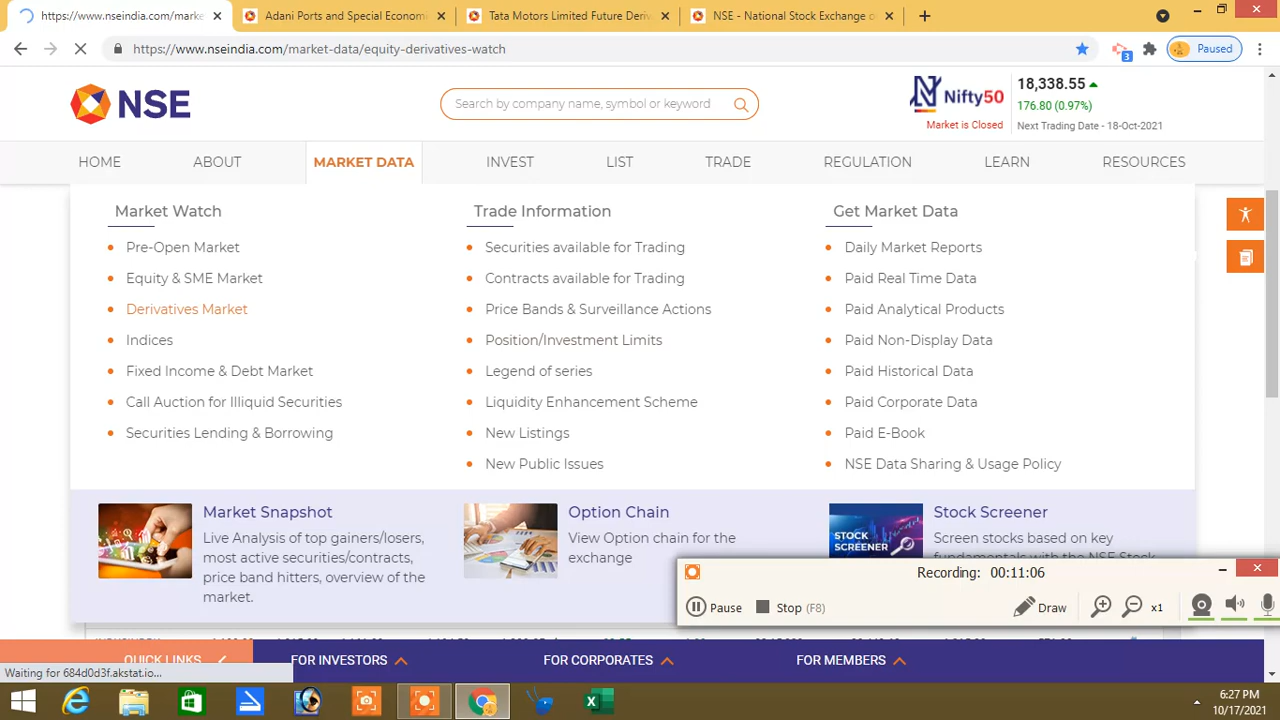 https://www.nseindia.com/marke
Adani Ports and Special Econom
Tata Motors Limited Future Deriv
NSE - National Stock Exchange o
https://www.nseindia.com/market-data/equity-derivatives-watch
3
Paused
NSE
Search by company name, symbol or keyword
Nifty50
Market is Closed
18,338.55
176.80 (0.97%)
Next Trading Date - 18-Oct-2021
HOME
ABOUT
MARKET DATA
INVEST
LIST
TRADE
REGULATION
LEARN
RESOURCES
Market Watch
Pre-Open Market
Equity & SME Market
Derivatives Market
Indices
Fixed Income & Debt Market
Call Auction for Illiquid Securities
Securities Lending & Borrowing
Trade Information
Securities available for Trading
Contracts available for Trading
Price Bands & Surveillance Actions
Position/Investment Limits
Legend of series
Liquidity Enhancement Scheme
New Listings
New Public Issues
Get Market Data
Daily Market Reports
Paid Real Time Data
Paid Analytical Products
Paid Non-Display Data
Paid Historical Data
Paid Corporate Data
Paid E-Book
NSE Data Sharing & Usage Policy
Market Snapshot
Live Analysis of top gainers/losers,
most active securities/contracts,
price band hitters, overview of the
market.
Option Chain
View Option chain for the
exchange
STOCK
SCREENER
Stock Screener
Screen stocks based on key
fundamentals with the NSE Stock
Recording: 00:11:06
Pause
Stop (F8)
Draw
x1
QUICK LINKS
FOR INVESTORS
FOR CORPORATES
FOR MEMBERS
Waiting for 684d0d3f.akstat.io...
6:27 PM
10/17/2021